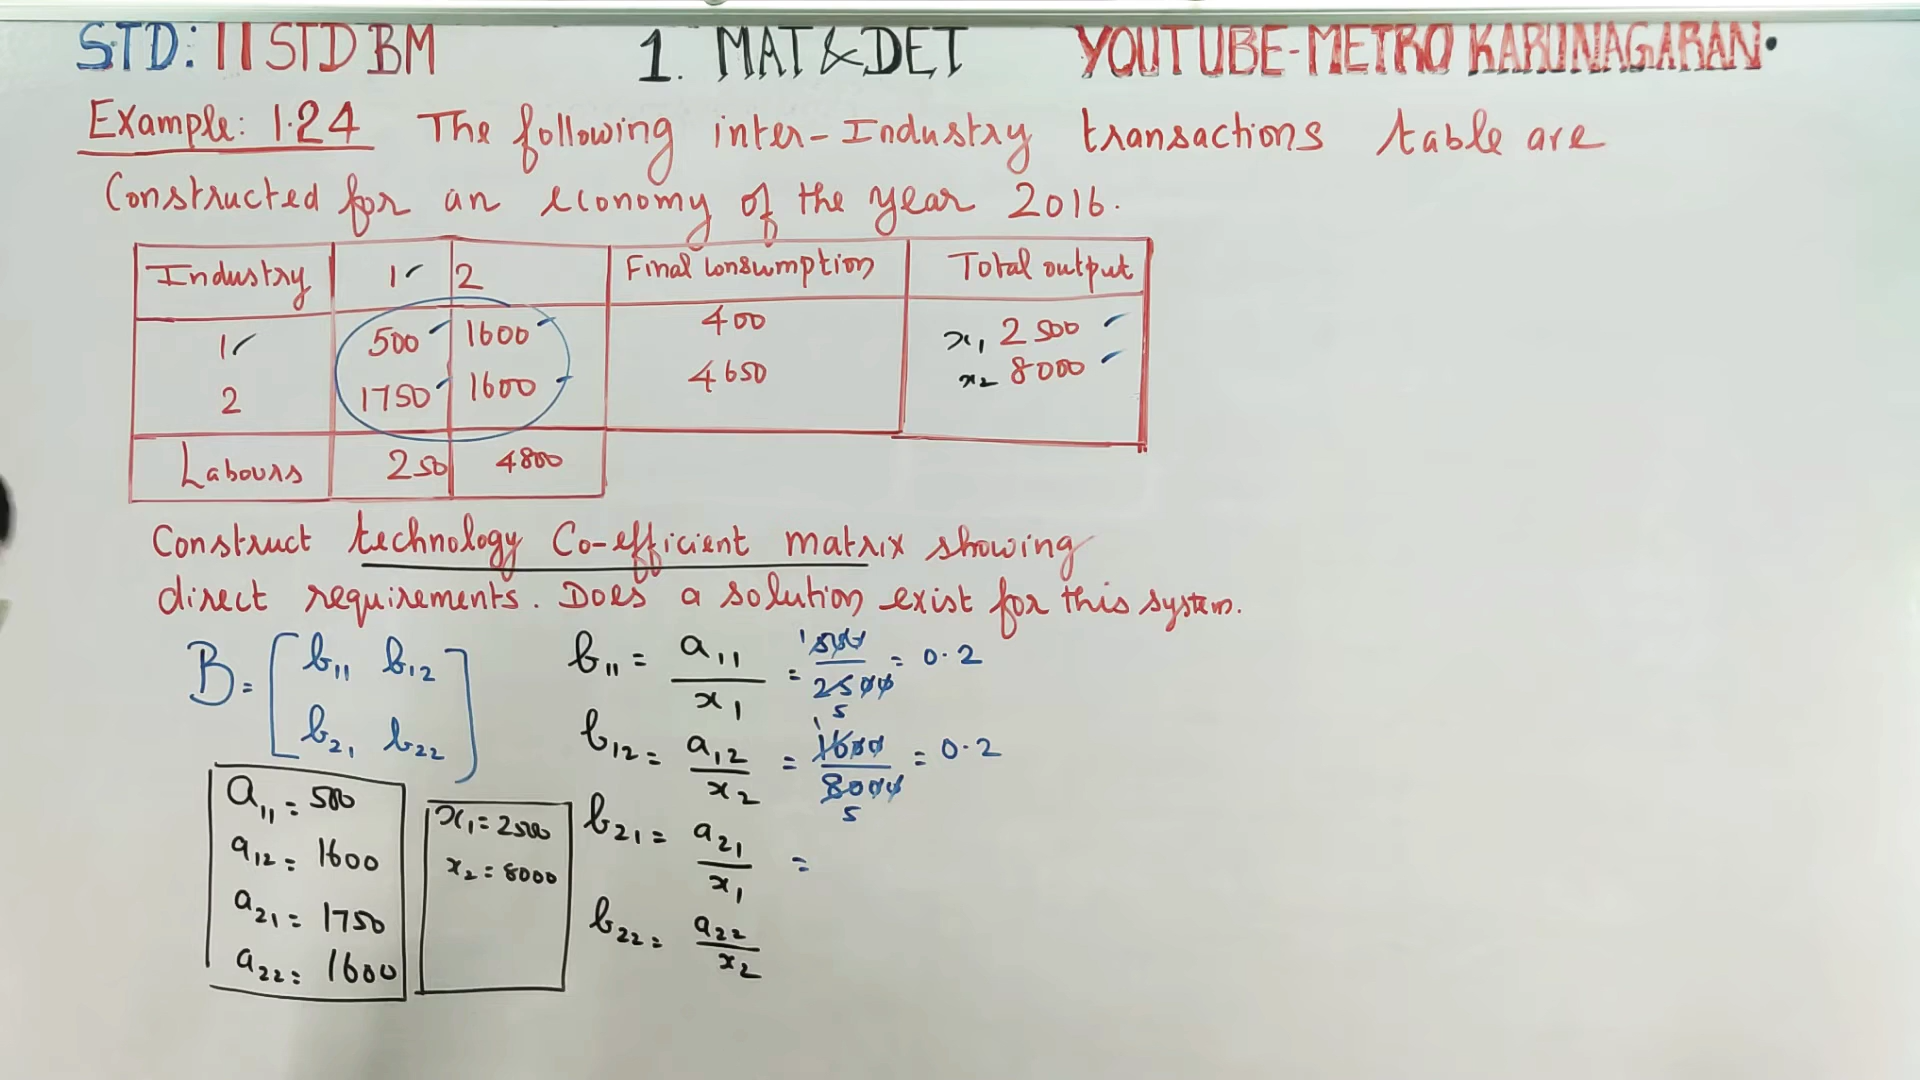 STD: 11 STD BM 1. MAT & DET YOUTUBE-METRO KARUNAGARAN.
Example: 1.24 The following inter-Industry transactions table are
Constructed for an economy of the year 2016.
Industry 1 2 Final Consumption Total output
1 500 1600 400 x₁ 2500
2 1750 1600 4650 x₂ 8000
Labours 250 4800
Construct technology Co-efficient matrix showing
direct requirements. Does a solution exist for this system.
B = [b₁₁ b₁₂
b₂₁ b₂₂]
a₁₁ = 500
a₁₂ = 1600
a₂₁ = 1750
a₂₂ = 1600
x₁ = 2500
x₂ = 8000
b₁₁ = a₁₁/x₁ = 1 500/2500 5 = 0.2
b₁₂ = a₁₂/x₂ = 1 1600/8000 5 = 0.2
b₂₁ = a₂₁/x₁ =
b₂₂ = a₂₂/x₂